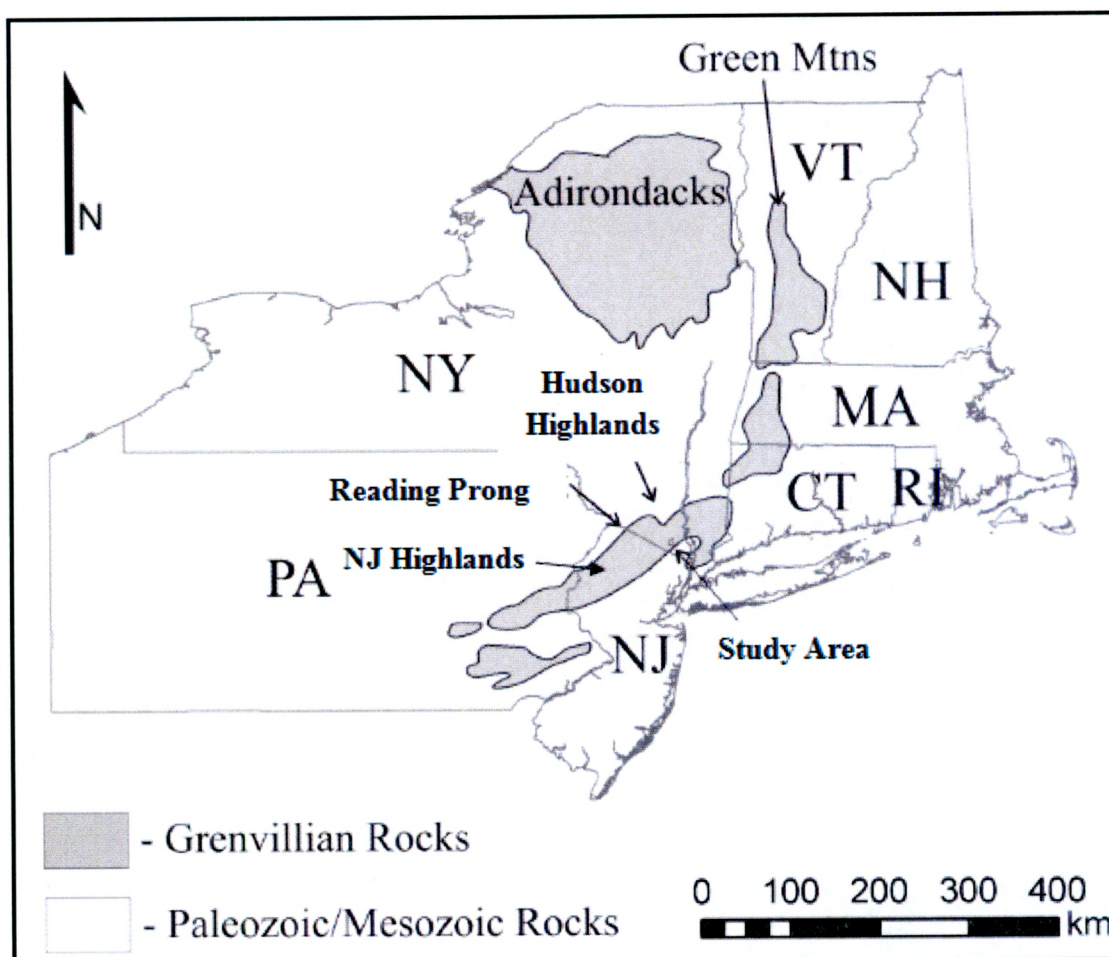 Green Mtns
N
Adirondacks
VT
NH
NY
Hudson
Highlands
MA
Reading Prong
CT
RI
NJ Highlands
PA
NJ
Study Area
- Grenvillian Rocks
- Paleozoic/Mesozoic Rocks
0 100 200 300 400
km